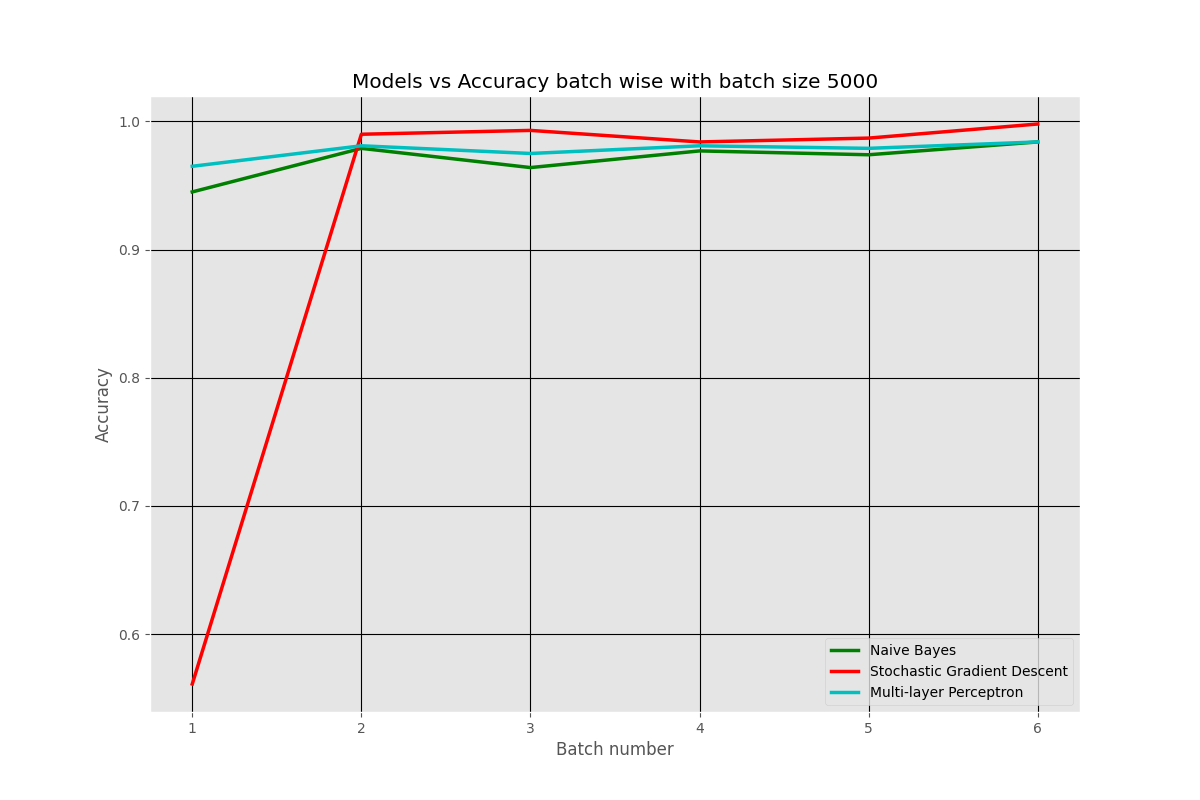 Models vs Accuracy batch wise with batch size 5000
1.0
0.9
0.8
0.7
0.6
Accuracy
Naive Bayes
Stochastic Gradient Descent
Multi-layer Perceptron
1 2 3 4 5 6
Batch number